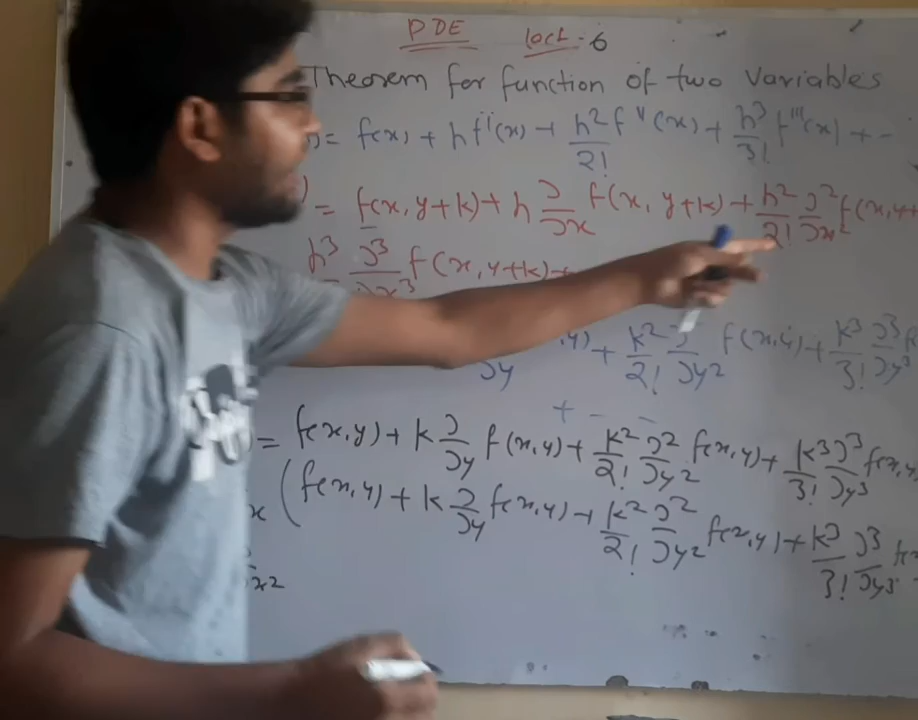 PDE Lect-6
Theorem for function of two variables
= f(x) + h f'(x) + h²/2! f''(x) + h³/3! f'''(x) + -
) = f(x, y+k) + h ∂/∂x f(x, y+k) + h²/2! ∂²/∂x² f(x, y+
h³ ∂³/∂x³ f(x, y+k) +
∂y , y) + k²/2! ∂/∂y² f(x, y) + k³/3! ∂³/∂y³ f
+ - -
= f(x, y) + k ∂/∂y f(x, y) + k²/2! ∂²/∂y² f(x, y) + k³/3! ∂³/∂y³ f(x, y
x ( f(x, y) + k ∂/∂y f(x, y) + k²/2! ∂²/∂y² f(x, y) + k³/3! ∂³/∂y³ f(x
∂x²